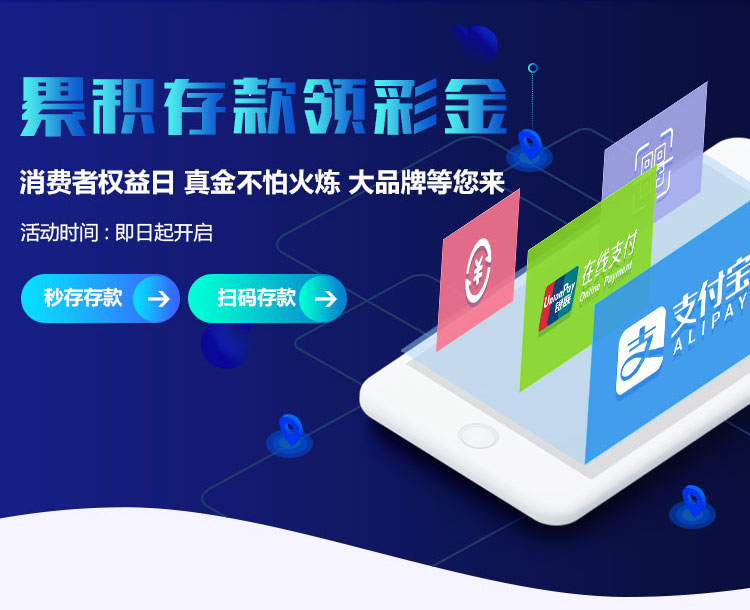 累积存款领彩金
消费者权益日 真金不怕火炼 大品牌等您来
活动时间 : 即日起开启
秒存存款
扫码存款
在线支付
Online Payment
UnionPay
银联
支付宝
ALIPAY